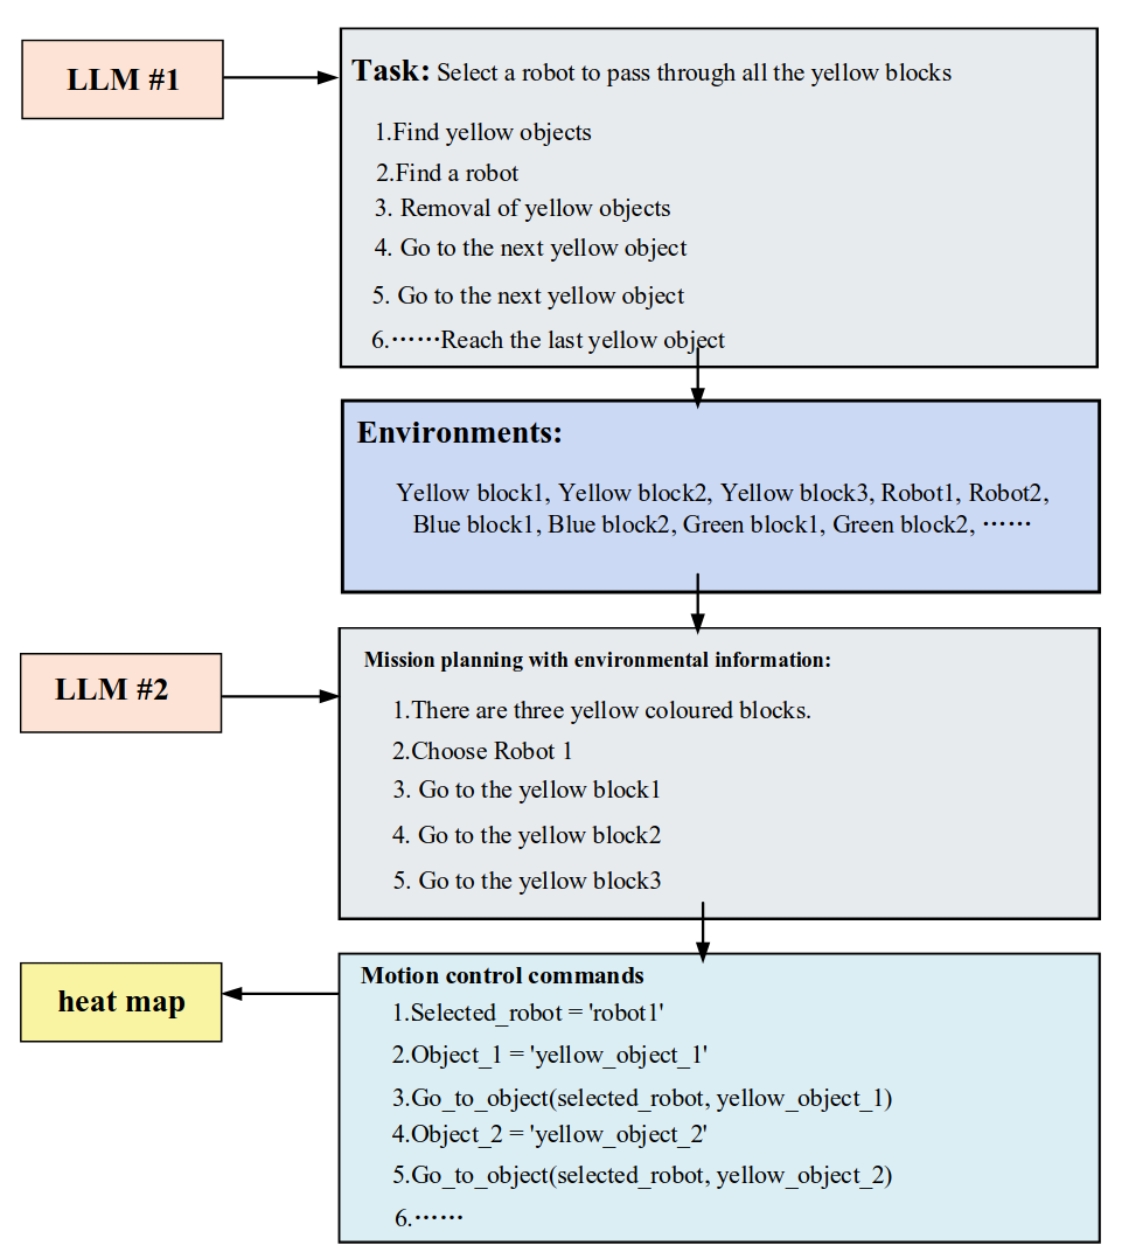 LLM #1
Task: Select a robot to pass through all the yellow blocks
1.Find yellow objects
2.Find a robot
3. Removal of yellow objects
4. Go to the next yellow object
5. Go to the next yellow object
6.······Reach the last yellow object
Environments:
Yellow block1, Yellow block2, Yellow block3, Robot1, Robot2,
Blue block1, Blue block2, Green block1, Green block2, ······
LLM #2
Mission planning with environmental information:
1.There are three yellow coloured blocks.
2.Choose Robot 1
3. Go to the yellow block1
4. Go to the yellow block2
5. Go to the yellow block3
heat map
Motion control commands
1.Selected_robot = 'robot1'
2.Object_1 = 'yellow_object_1'
3.Go_to_object(selected_robot, yellow_object_1)
4.Object_2 = 'yellow_object_2'
5.Go_to_object(selected_robot, yellow_object_2)
6.······